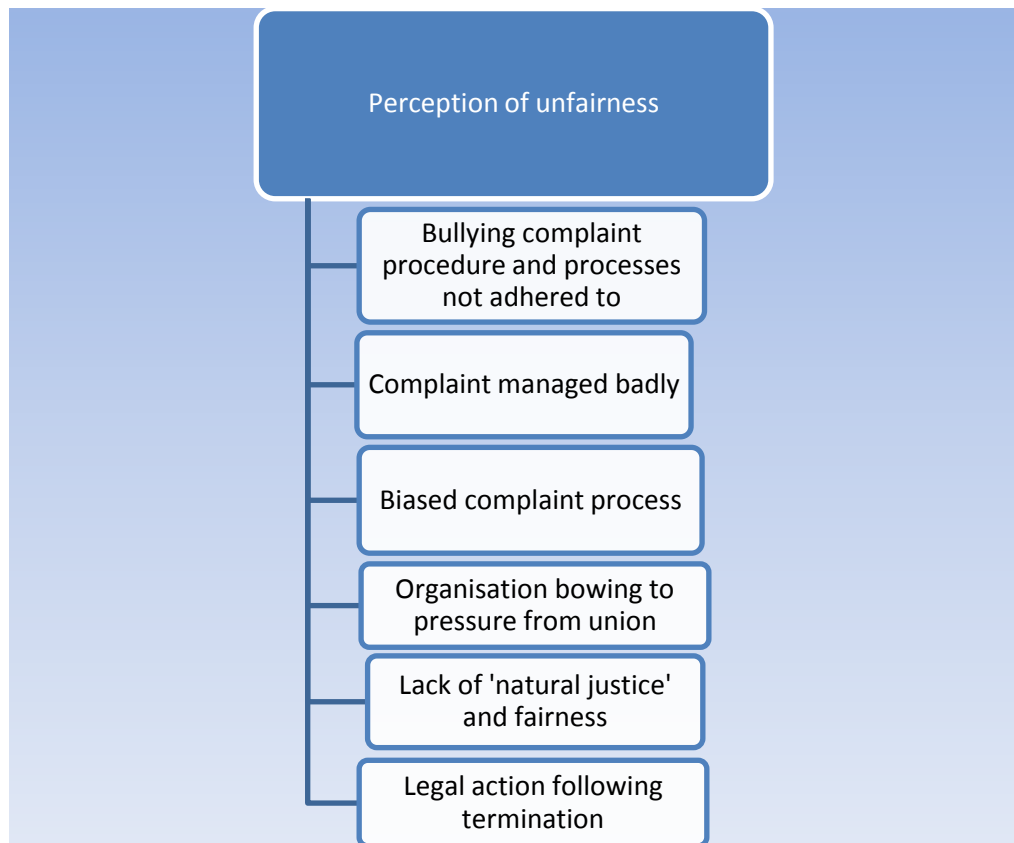 Perception of unfairness
Bullying complaint
procedure and processes
not adhered to
Complaint managed badly
Biased complaint process
Organisation bowing to
pressure from union
Lack of 'natural justice'
and fairness
Legal action following
termination